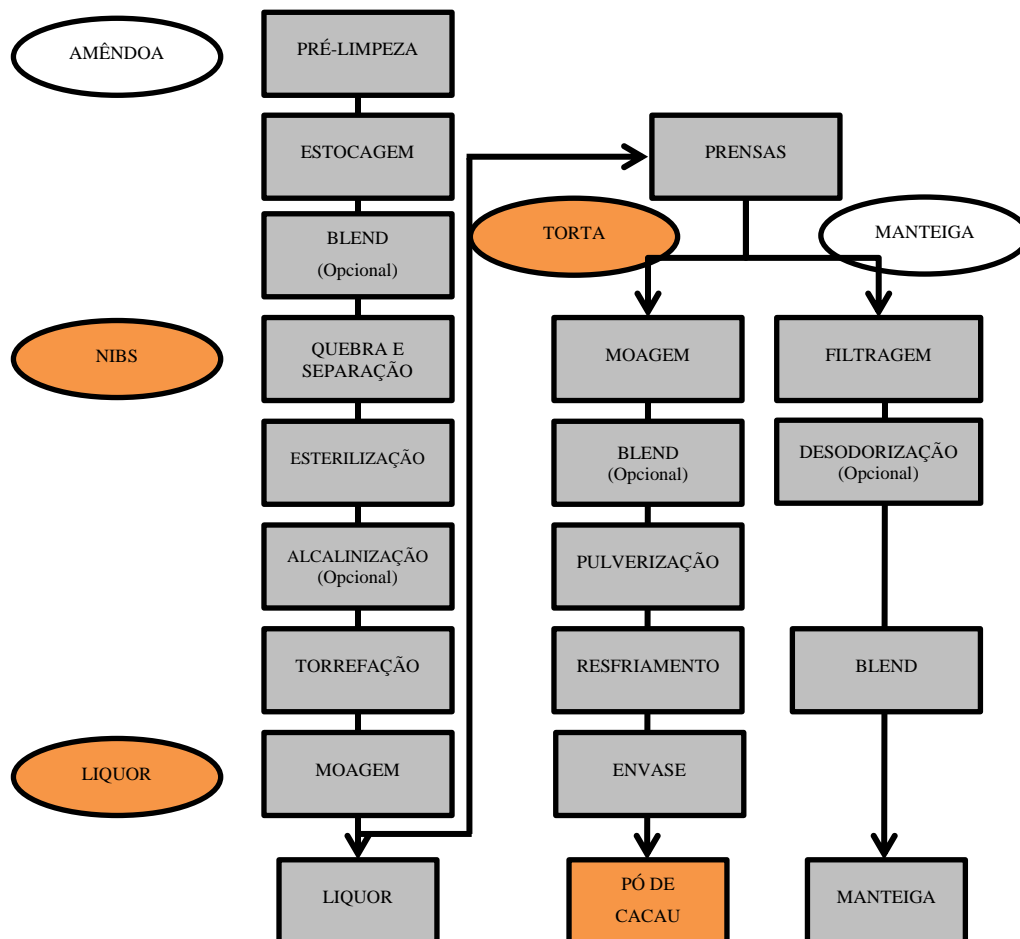 AMÊNDOA
PRÉ-LIMPEZA
ESTOCAGEM
BLEND
(Opcional)
NIBS
QUEBRA E
SEPARAÇÃO
ESTERILIZAÇÃO
ALCALINIZAÇÃO
(Opcional)
TORREFAÇÃO
LIQUOR
MOAGEM
LIQUOR
PRENSAS
TORTA
MANTEIGA
MOAGEM
BLEND
(Opcional)
PULVERIZAÇÃO
RESFRIAMENTO
ENVASE
PÓ DE
CACAU
FILTRAGEM
DESODORIZAÇÃO
(Opcional)
BLEND
MANTEIGA